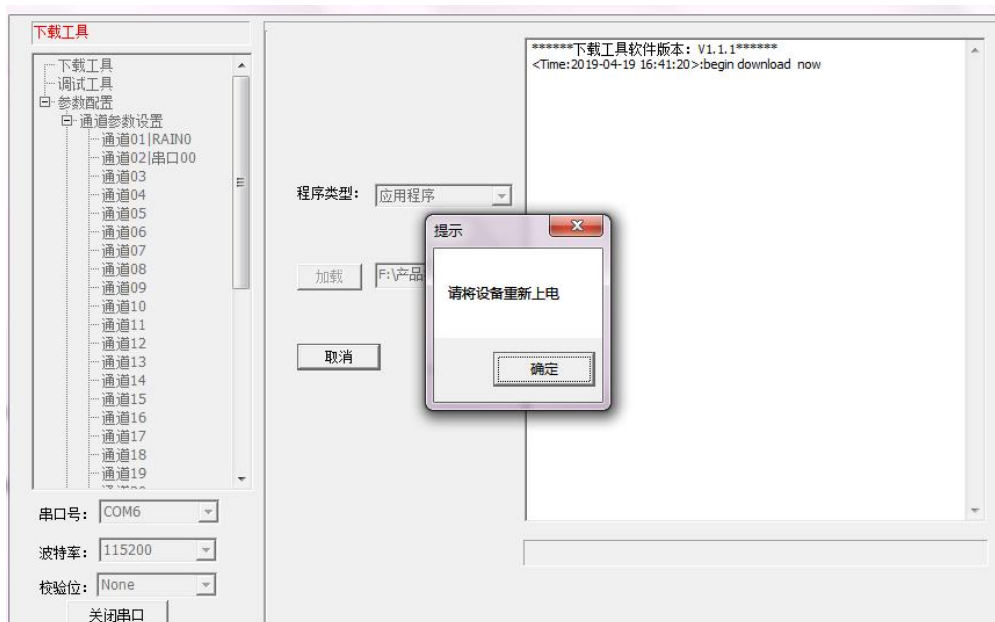 下载工具
下载工具
调试工具
参数配置
通道参数设置
通道01|RAIN0
通道02|串口00
通道03
通道04
通道05
通道06
通道07
通道08
通道09
通道10
通道11
通道12
通道13
通道14
通道15
通道16
通道17
通道18
通道19
串口号: COM6
波特率: 115200
校验位: None
关闭串口
程序类型: 应用程序
加载 F:\产品
取消
******下载工具软件版本: V1.1.1******
<Time:2019-04-19 16:41:20>:begin download now
提示
请将设备重新上电
确定